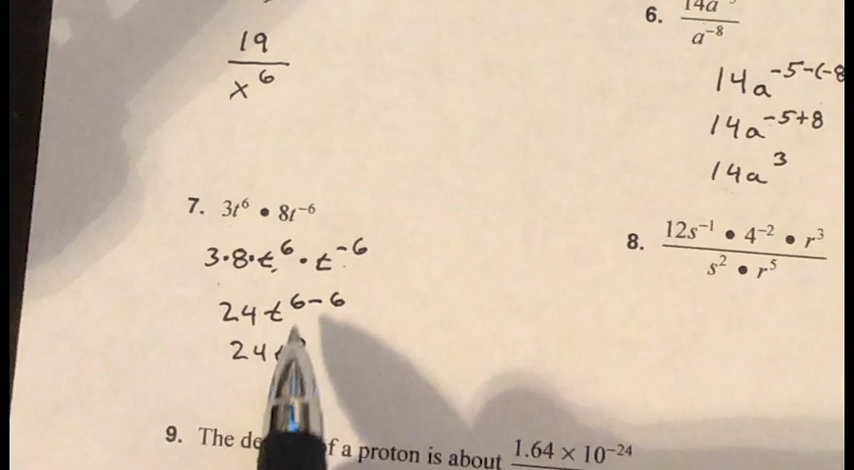 19
x^6
6. 14a
a^-8
14a^-5-(-8
14a^-5+8
14a^3
7. 3t^6 • 8t^-6
3·8·t^6·t^-6
24t^6-6
24
8. 12s^-1 • 4^-2 • r^3
s^2 • r^5
9. The of a proton is about 1.64 × 10^-24